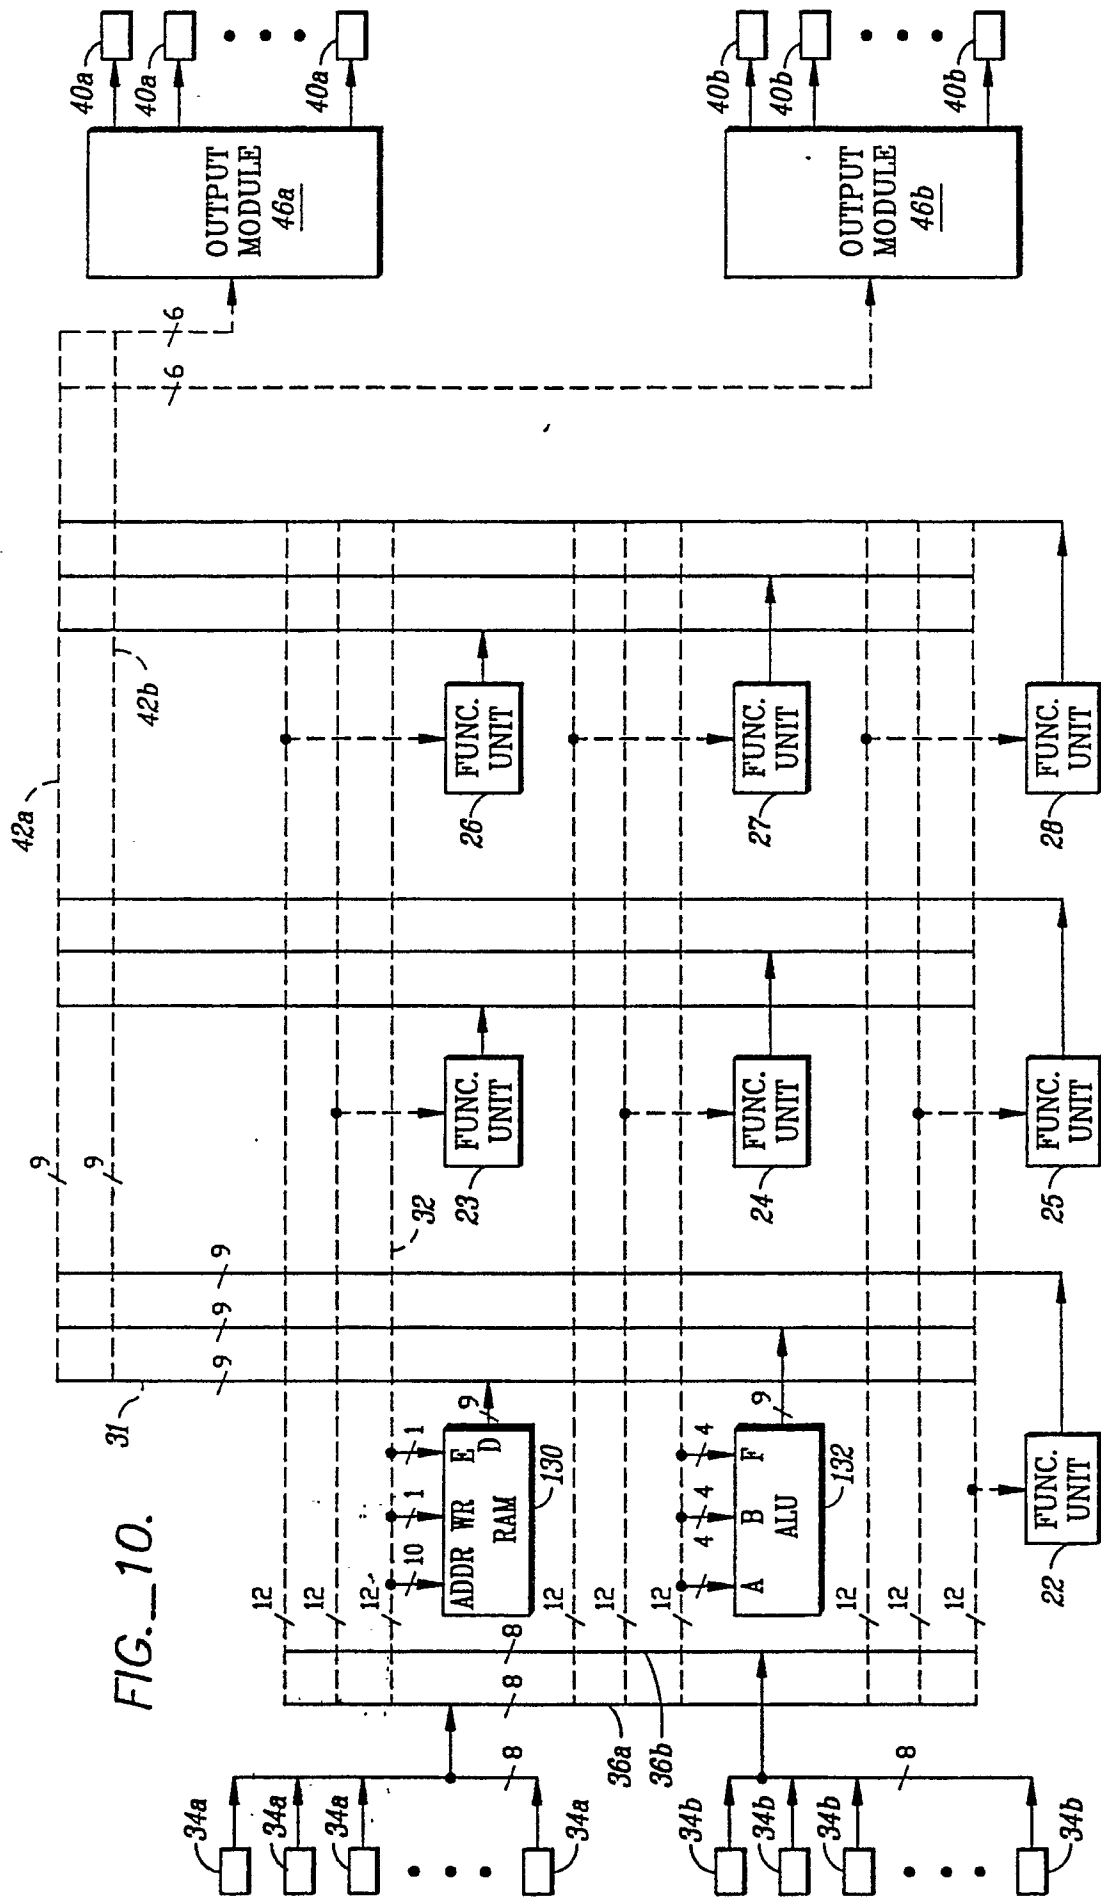 FIG._10.
34a
34a
34a
34a
8
34b
34b
34b
34b
8
36a
36b
8
8
12
12
12
12
12
12
12
12
12
10
1
1
ADDR WR E
RAM
D
130
9
4
4
4
A B F
ALU
132
9
FUNC.
UNIT
22
31
9
9
9
9
9
32
FUNC.
UNIT
23
FUNC.
UNIT
24
FUNC.
UNIT
25
42a
42b
FUNC.
UNIT
26
FUNC.
UNIT
27
FUNC.
UNIT
28
6
6
OUTPUT
MODULE
46a
40a
40a
40a
OUTPUT
MODULE
46b
40b
40b
40b